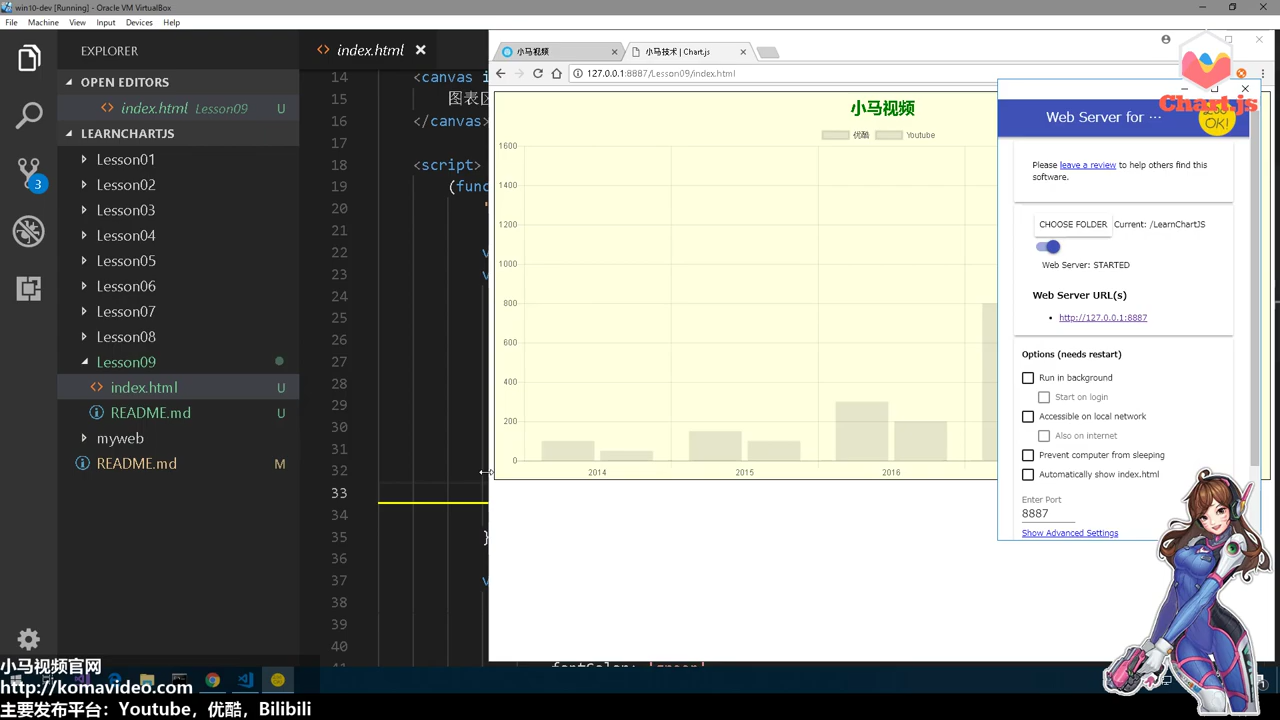 win10-dev [Running] - Oracle VM VirtualBox
File Machine View Input Devices Help
EXPLORER
OPEN EDITORS
index.html Lesson09 U
LEARNCHARTJS
Lesson01
Lesson02
Lesson03
Lesson04
Lesson05
Lesson06
Lesson07
Lesson08
Lesson09
index.html U
README.md U
myweb
README.md M
3
index.html
14 <canvas i
15 图表区
16 </canvas>
17
18 <script>
19 (func
20
21
22
23
24
25
26
27
28
29
30
31
32
33
34
35 }
36
37
38
39
40
小马视频
小马技术 | Chart.js
127.0.0.1:8887/Lesson09/index.html
小马视频
优酷 Youtube
1600
1400
1200
1000
800
600
400
200
0
2014 2015 2016
Chart.js
Web Server for ···
OK!
Please leave a review to help others find this
software.
CHOOSE FOLDER Current: /LearnChartJS
Web Server: STARTED
Web Server URL(s)
http://127.0.0.1:8887
Options (needs restart)
Run in background
Start on login
Accessible on local network
Also on internet
Prevent computer from sleeping
Automatically show index.html
Enter Port
8887
Show Advanced Settings
小马视频官网
http://komavideo.com
主要发布平台：Youtube，优酷，Bilibili